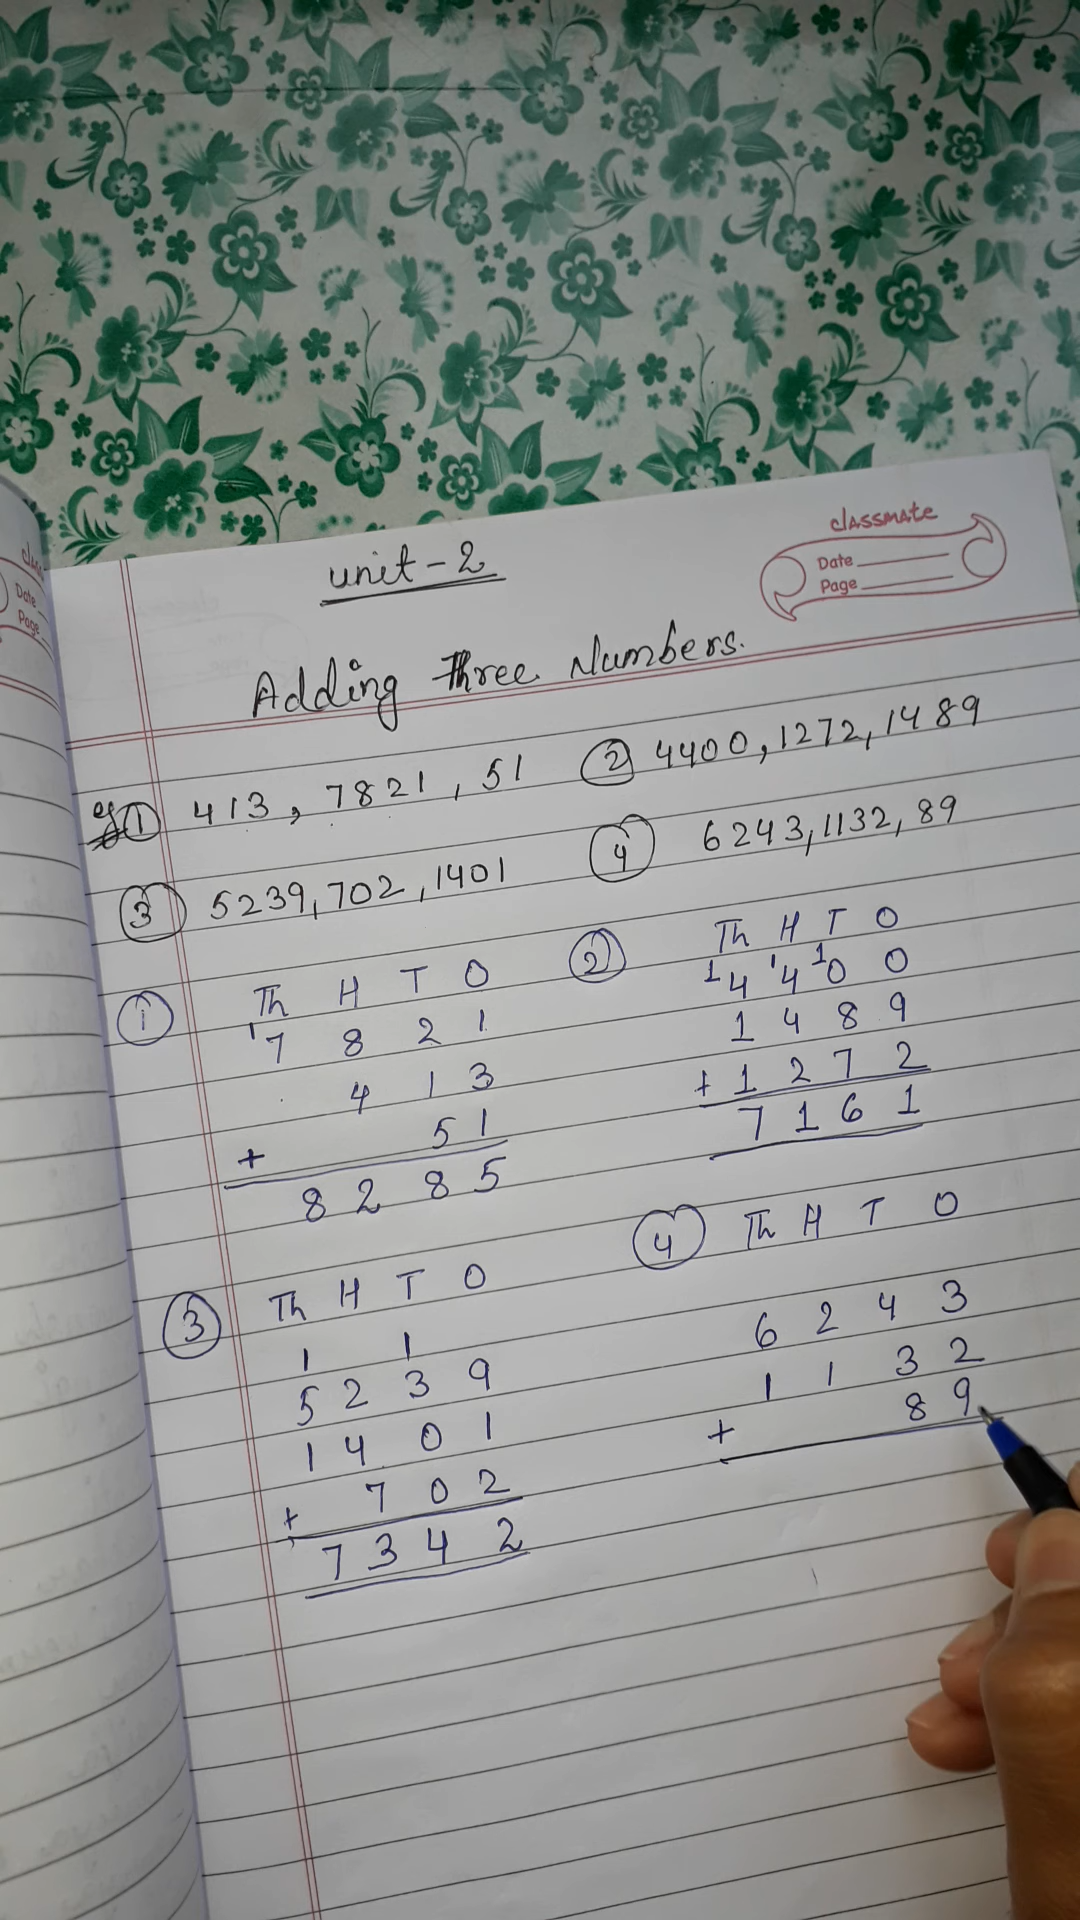 classmate
Date
Page
unit-2
Adding Three Numbers.
① 413, 7821, 51 ② 4400, 1272, 1489
③ 5239, 702, 1401 ④ 6243, 1132, 89
①
Th H T O
1
7 8 2 1
4 1 3
+ 5 1
8 2 8 5
②
Th H T O
1 1 1
4 4 0 0
1 4 8 9
+ 1 2 7 2
7 1 6 1
③
Th H T O
1 1
5 2 3 9
1 4 0 1
+ 7 0 2
7 3 4 2
④ Th H T O
6 2 4 3
1 1 3 2
+ 8 9
Date
Page